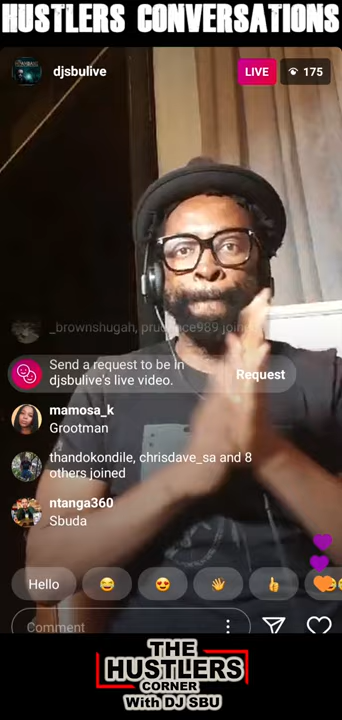 HUSTLERS CONVERSATIONS
djsbulive
LIVE
175
_brownshugah, prudence989 joined
Send a request to be in
djsbulive's live video.
Request
mamosa_k
Grootman
thandokondile, chrisdave_sa and 8
others joined
ntanga360
Sbuda
Hello
Comment
THE
HUSTLERS
CORNER
With DJ SBU